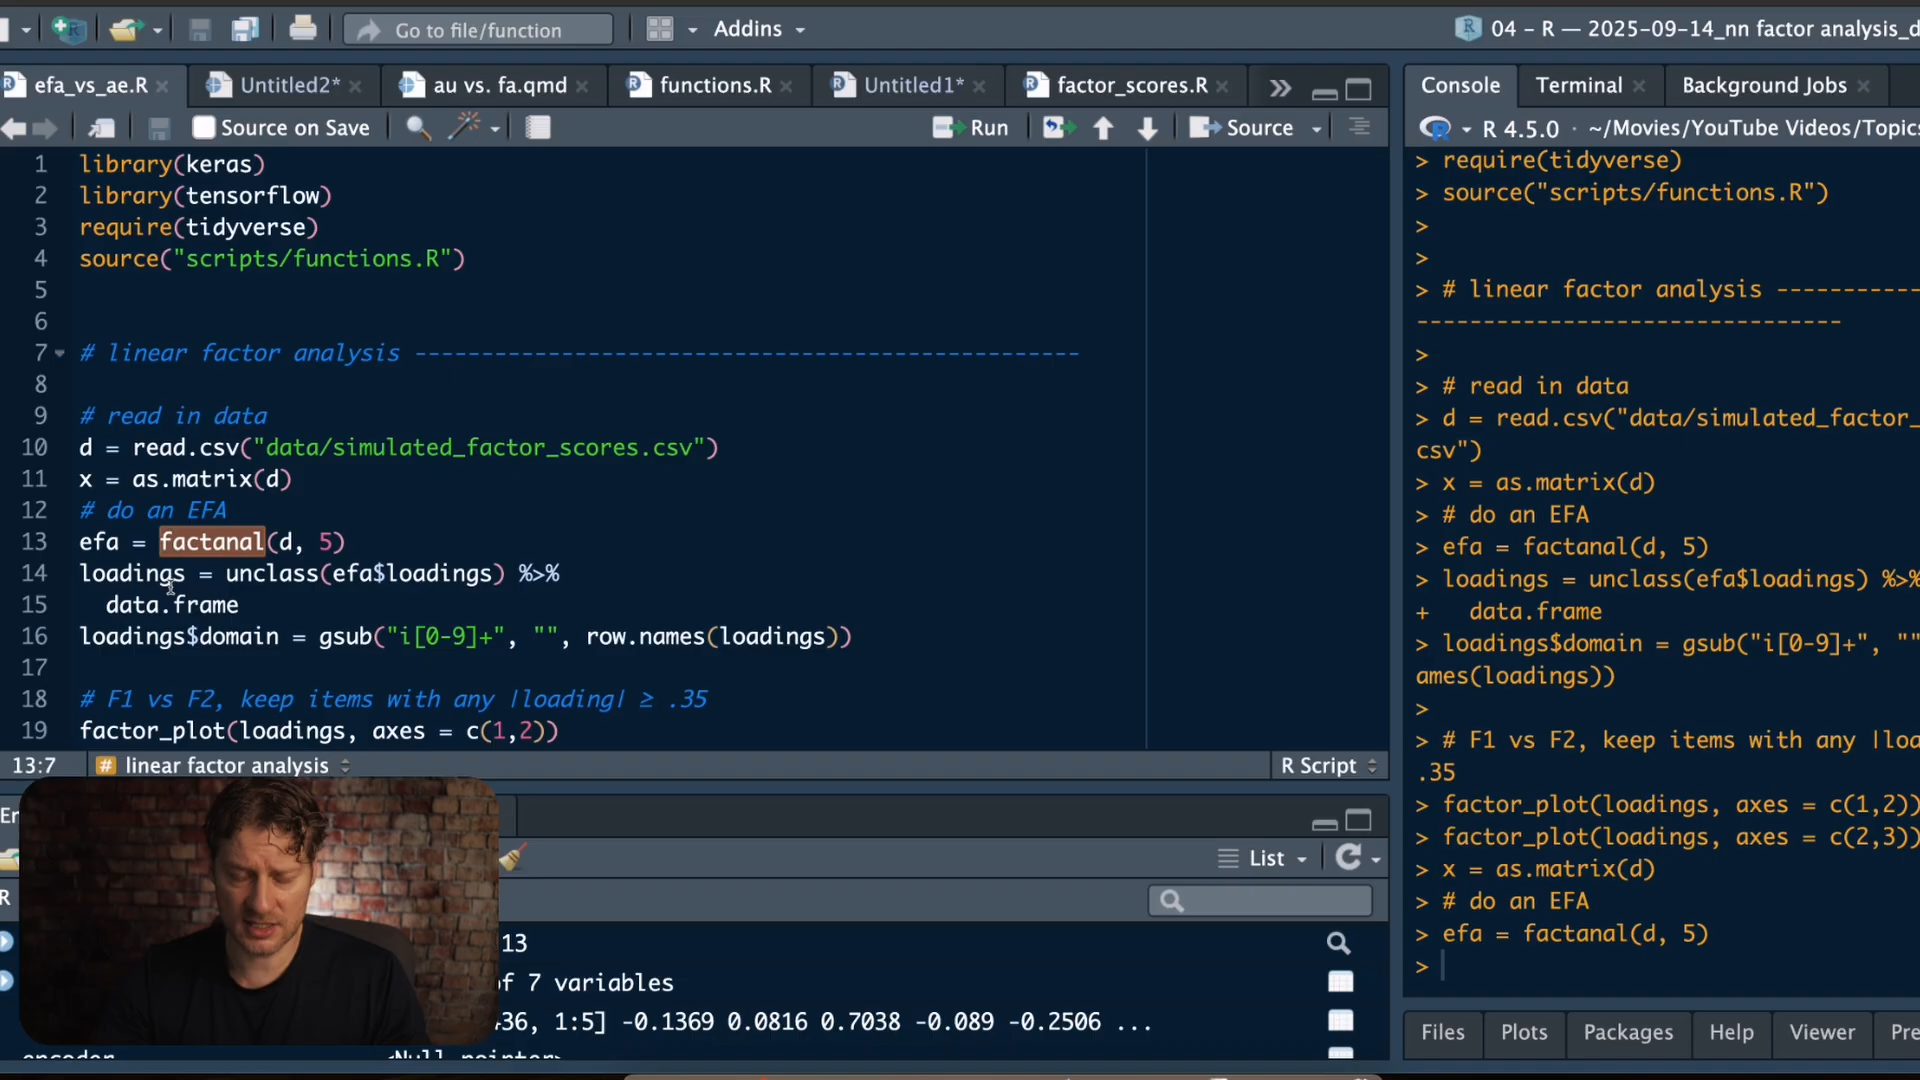 Go to file/function
Addins
04 - R — 2025-09-14_nn factor analysis_d
efa_vs_ae.R
Untitled2*
au vs. fa.qmd
functions.R
Untitled1*
factor_scores.R
Source on Save
Run
Source
1 library(keras)
2 library(tensorflow)
3 require(tidyverse)
4 source("scripts/functions.R")
5
6
7 # linear factor analysis --------------------------------------------------
8
9 # read in data
10 d = read.csv("data/simulated_factor_scores.csv")
11 x = as.matrix(d)
12 # do an EFA
13 efa = factanal(d, 5)
14 loadings = unclass(efa$loadings) %>%
15 data.frame
16 loadings$domain = gsub("i[0-9]+", "", row.names(loadings))
17
18 # F1 vs F2, keep items with any |loading| ≥ .35
19 factor_plot(loadings, axes = c(1,2))
13:7
# linear factor analysis
R Script
List
13
of 7 variables
436, 1:5] -0.1369 0.0816 0.7038 -0.089 -0.2506 ...
encoder <Null pointer>
Console
Terminal
Background Jobs
R 4.5.0 · ~/Movies/YouTube Videos/Topics
> require(tidyverse)
> source("scripts/functions.R")
>
>
> # linear factor analysis -----------
--------------------------------
>
> # read in data
> d = read.csv("data/simulated_factor_
csv")
> x = as.matrix(d)
> # do an EFA
> efa = factanal(d, 5)
> loadings = unclass(efa$loadings) %>%
+ data.frame
> loadings$domain = gsub("i[0-9]+", ""
ames(loadings))
>
> # F1 vs F2, keep items with any |loa
.35
> factor_plot(loadings, axes = c(1,2))
> factor_plot(loadings, axes = c(2,3))
> x = as.matrix(d)
> # do an EFA
> efa = factanal(d, 5)
>
Files
Plots
Packages
Help
Viewer
Pre